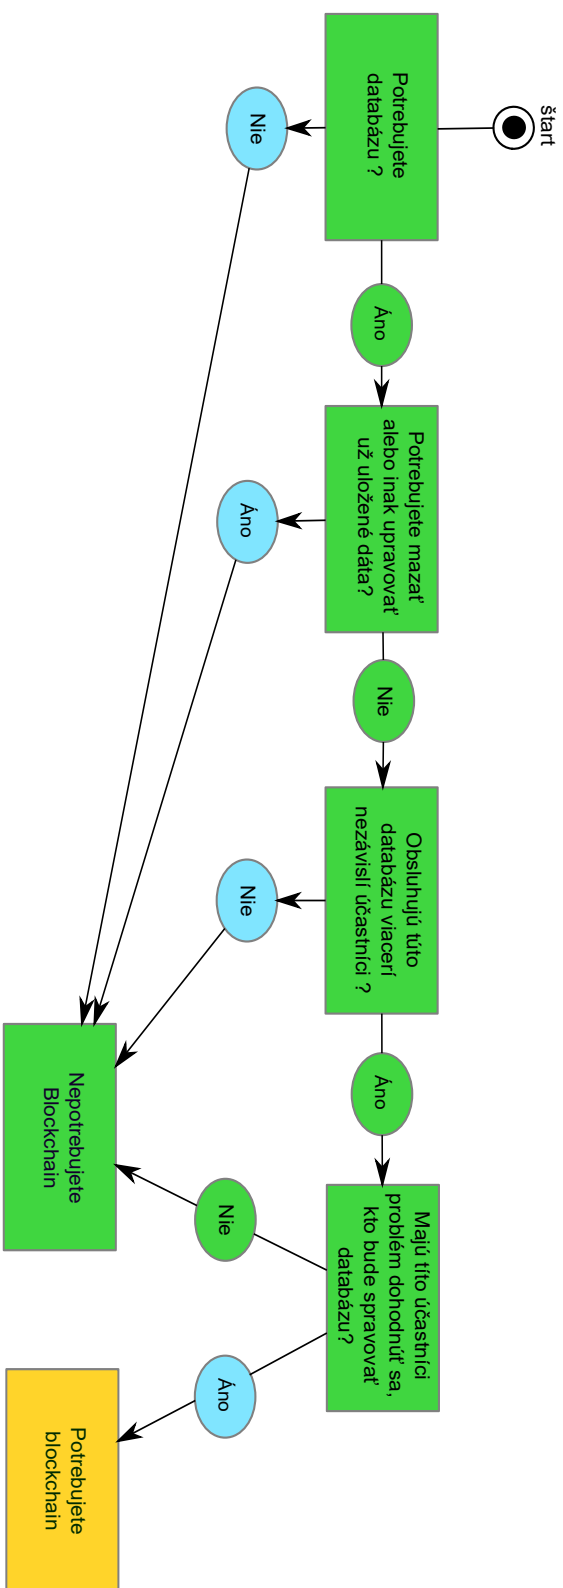 štart
Potrebujete
databázu ?
Nie
Áno
Potrebujete mazať
alebo inak upravovať
už uložené dáta?
Áno
Nie
Obsluhujú túto
databázu viacerí
nezávislí účastníci ?
Nie
Áno
Majú títo účastníci
problém dohodnúť sa,
kto bude spravovať
databázu?
Nie
Áno
Nepotrebujete
Blockchain
Potrebujete
blockchain